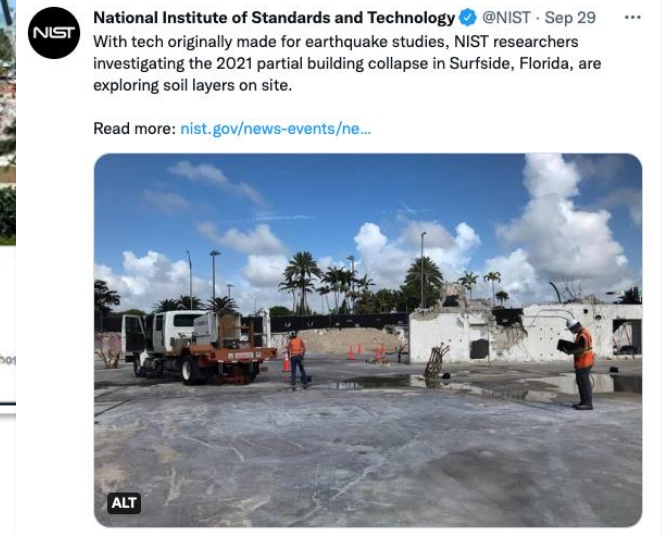 NIST
National Institute of Standards and Technology @NIST · Sep 29 ···
With tech originally made for earthquake studies, NIST researchers
investigating the 2021 partial building collapse in Surfside, Florida, are
exploring soil layers on site.
Read more: nist.gov/news-events/ne...
hos
ALT